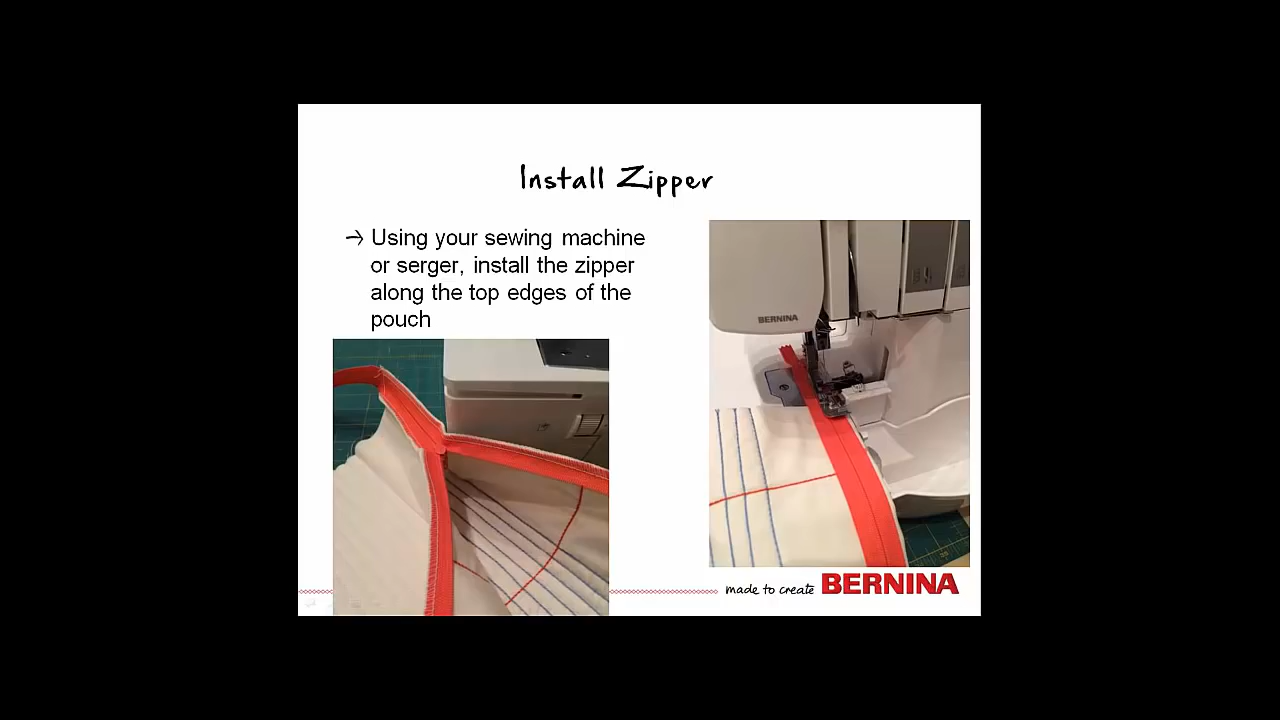 Install Zipper
→ Using your sewing machine
or serger, install the zipper
along the top edges of the
pouch
BERNINA
made to create BERNINA